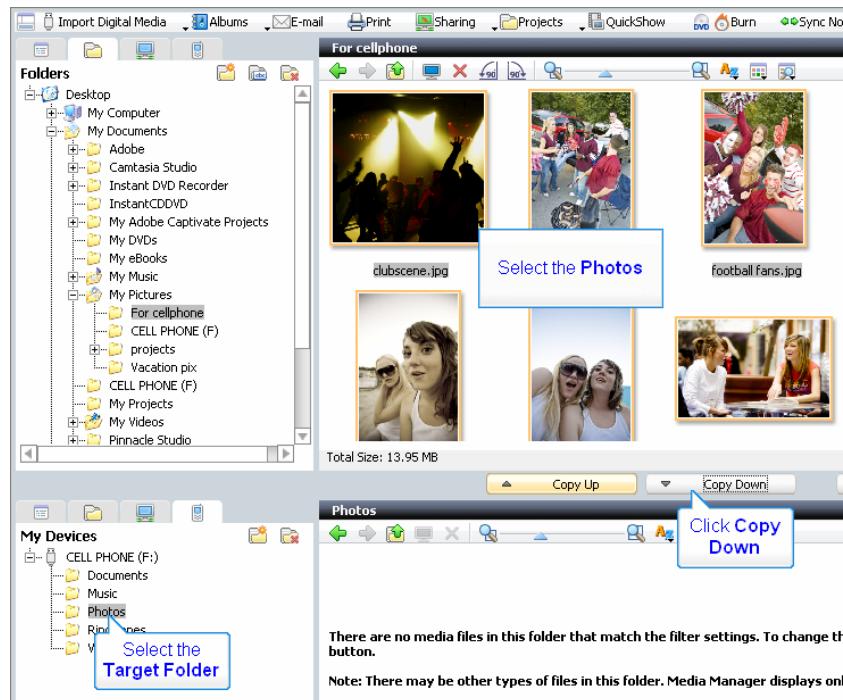 Import Digital Media Albums E-mail Print Sharing Projects QuickShow Burn Sync No
Folders
Desktop
My Computer
My Documents
Adobe
Camtasia Studio
Instant DVD Recorder
InstantCDDVD
My Adobe Captivate Projects
My DVDs
My eBooks
My Music
My Pictures
For cellphone
CELL PHONE (F)
projects
Vacation pix
CELL PHONE (F)
My Projects
My Videos
Pinnacle Studio
For cellphone
90 90
clubscene.jpg
Select the Photos
football fans.jpg
Total Size: 13.95 MB
Copy Up Copy Down
Click Copy
Down
My Devices
CELL PHONE (F:)
Documents
Music
Photos
Select the
Target Folder
Photos
There are no media files in this folder that match the filter settings. To change th
button.
Note: There may be other types of files in this folder. Media Manager displays onl